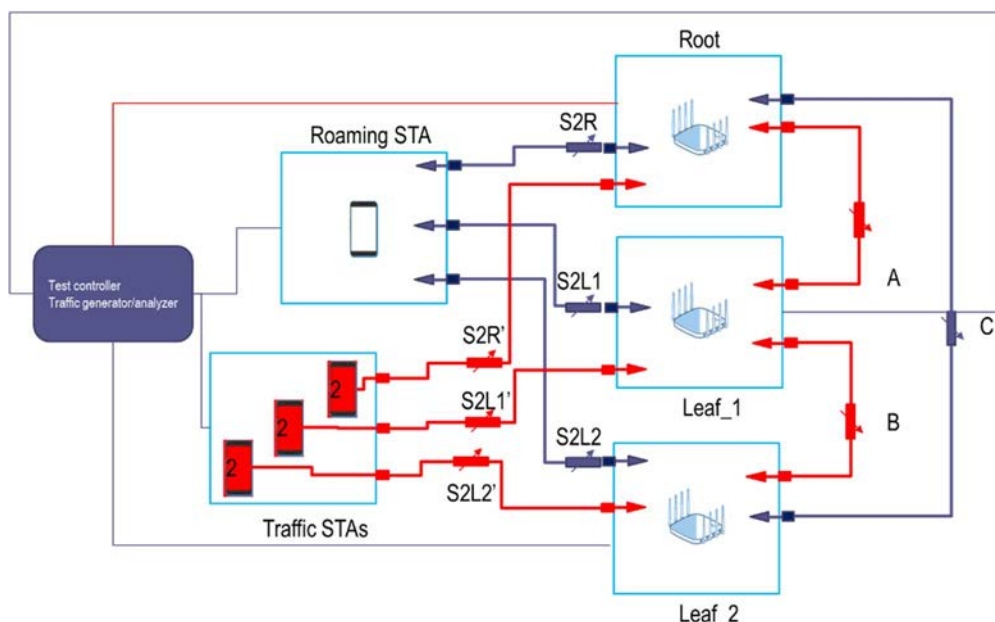 Root
S2R
Roaming STA
Test controller
Traffic generator/analyzer
S2L1
A
C
S2R’
2
Leaf_1
S2L1’
2
B
S2L2
2
S2L2’
Traffic STAs
Leaf_2